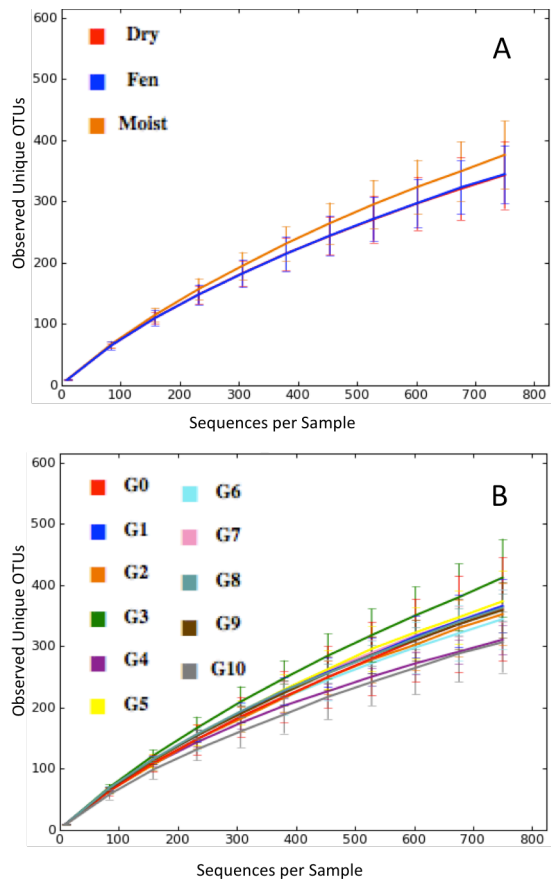 A
Dry
Fen
Moist
Observed Unique OTUs
600
500
400
300
200
100
0
0 100 200 300 400 500 600 700 800
Sequences per Sample
B
G0 G6
G1 G7
G2 G8
G3 G9
G4 G10
G5
Observed Unique OTUs
600
500
400
300
200
100
0
0 100 200 300 400 500 600 700 800
Sequences per Sample